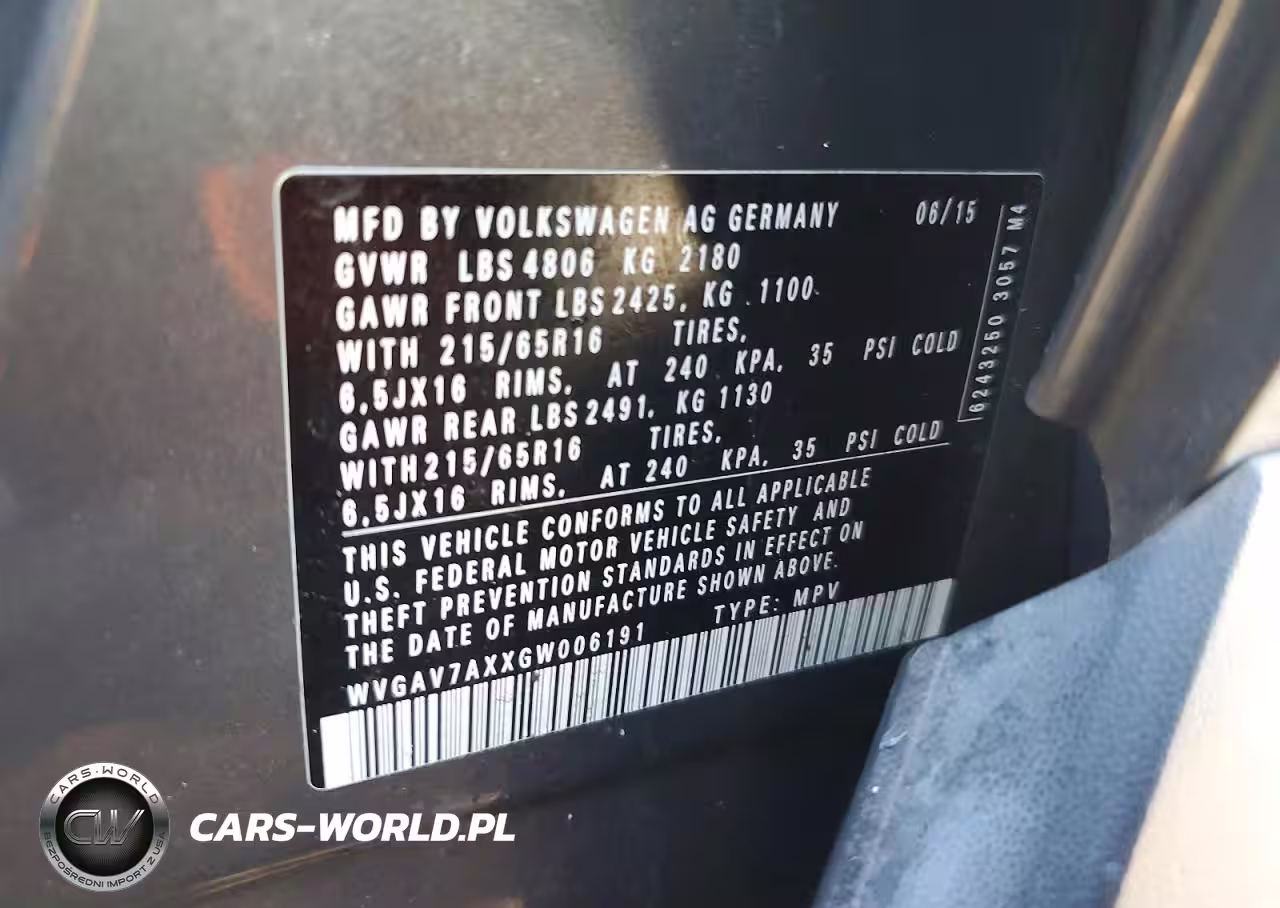 MFD BY VOLKSWAGEN AG GERMANY 06/15
GVWR LBS 4806 KG 2180
GAWR FRONT LBS 2425, KG 1100
WITH 215/65R16 TIRES,
6,5JX16 RIMS, AT 240 KPA, 35 PSI COLD
GAWR REAR LBS 2491, KG 1130
WITH 215/65R16 TIRES,
6,5JX16 RIMS, AT 240 KPA, 35 PSI COLD
THIS VEHICLE CONFORMS TO ALL APPLICABLE
U.S. FEDERAL MOTOR VEHICLE SAFETY AND
THEFT PREVENTION STANDARDS IN EFFECT ON
THE DATE OF MANUFACTURE SHOWN ABOVE.
WVGAV7AXXGW006191 TYPE: MPV
6243250 3057 M4
CARS-WORLD
CW
BEZPOŚREDNI IMPORT Z USA
CARS-WORLD.PL